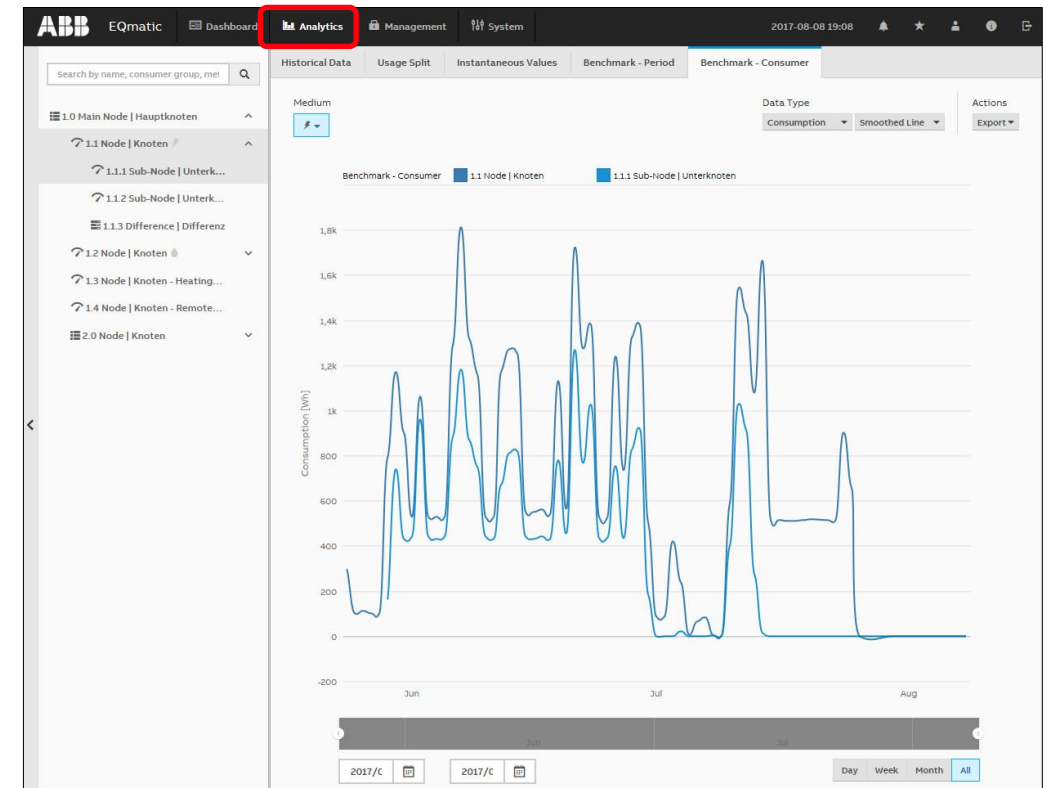 ABB EQmatic Dashboard Analytics Management System 2017-08-08 19:08
Historical Data Usage Split Instantaneous Values Benchmark - Period Benchmark - Consumer
Search by name, consumer group, met
1.0 Main Node | Hauptknoten
1.1 Node | Knoten
1.1.1 Sub-Node | Unterk...
1.1.2 Sub-Node | Unterk...
1.1.3 Difference | Differenz
1.2 Node | Knoten
1.3 Node | Knoten - Heating...
1.4 Node | Knoten - Remote...
2.0 Node | Knoten
Medium
Data Type Actions
Consumption Smoothed Line Export
Benchmark - Consumer 1.1 Node | Knoten 1.1.1 Sub-Node | Unterknoten
Consumption [Wh]
1,8k
1,6k
1,4k
1,2k
1k
800
600
400
200
0
-200
Jun Jul Aug
Jun Jul
2017/0 2017/0
Day Week Month All